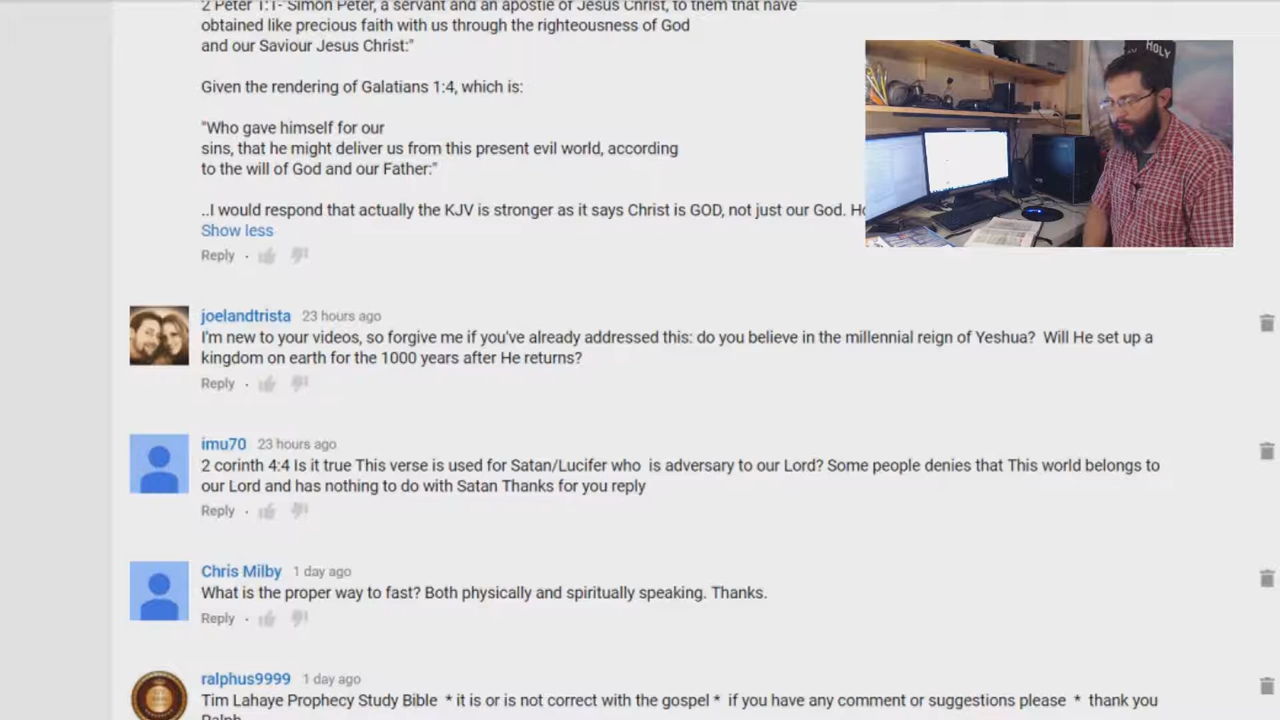 2 Peter 1:1- Simon Peter, a servant and an apostle of Jesus Christ, to them that have
obtained like precious faith with us through the righteousness of God
and our Saviour Jesus Christ:"
HOLY
Given the rendering of Galatians 1:4, which is:
"Who gave himself for our
sins, that he might deliver us from this present evil world, according
to the will of God and our Father:"
..I would respond that actually the KJV is stronger as it says Christ is GOD, not just our God.
Show less
Reply
joelandtrista 23 hours ago
I'm new to your videos, so forgive me if you've already addressed this: do you believe in the millennial reign of Yeshua? Will He set up a
kingdom on earth for the 1000 years after He returns?
Reply
imu70 23 hours ago
2 corinth 4:4 Is it true This verse is used for Satan/Lucifer who is adversary to our Lord? Some people denies that This world belongs to
our Lord and has nothing to do with Satan Thanks for you reply
Reply
Chris Milby 1 day ago
What is the proper way to fast? Both physically and spiritually speaking. Thanks.
Reply
ralphus9999 1 day ago
Tim Lahaye Prophecy Study Bible * it is or is not correct with the gospel * if you have any comment or suggestions please * thank you
Ralph